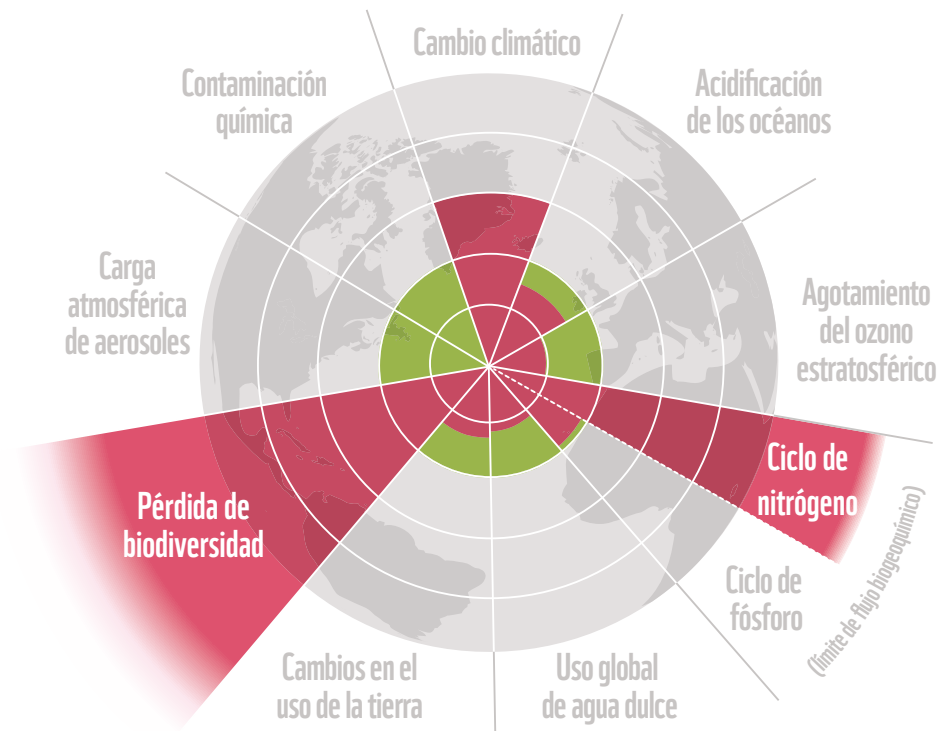 Cambio climático
Contaminación
química
Acidificación
de los océanos
Carga
atmosférica
de aerosoles
Agotamiento
del ozono
estratosférico
Pérdida de
biodiversidad
Ciclo de
nitrógeno
Ciclo de
fósforo
(límite de flujo biogeoquímico)
Cambios en el
uso de la tierra
Uso global
de agua dulce